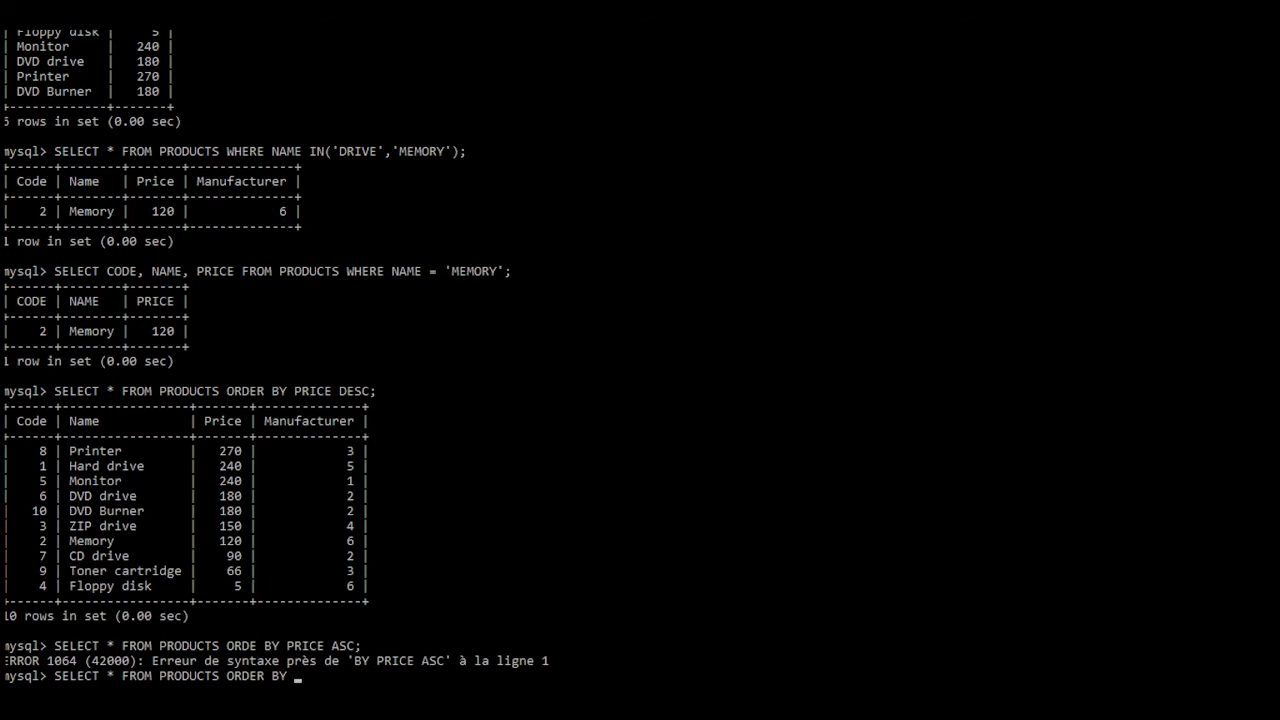 | Floppy disk |    5 |
| Monitor     |  240 |
| DVD drive   |  180 |
| Printer     |  270 |
| DVD Burner  |  180 |
+-------------+-------+
5 rows in set (0.00 sec)
mysql> SELECT * FROM PRODUCTS WHERE NAME IN('DRIVE','MEMORY');
+------+--------+-------+--------------+
| Code | Name   | Price | Manufacturer |
+------+--------+-------+--------------+
|    2 | Memory |   120 |            6 |
+------+--------+-------+--------------+
1 row in set (0.00 sec)
mysql> SELECT CODE, NAME, PRICE FROM PRODUCTS WHERE NAME = 'MEMORY';
+------+--------+-------+
| CODE | NAME   | PRICE |
+------+--------+-------+
|    2 | Memory |   120 |
+------+--------+-------+
1 row in set (0.00 sec)
mysql> SELECT * FROM PRODUCTS ORDER BY PRICE DESC;
+------+-----------------+-------+--------------+
| Code | Name            | Price | Manufacturer |
+------+-----------------+-------+--------------+
|    8 | Printer         |   270 |            3 |
|    1 | Hard drive      |   240 |            5 |
|    5 | Monitor         |   240 |            1 |
|    6 | DVD drive       |   180 |            2 |
|   10 | DVD Burner      |   180 |            2 |
|    3 | ZIP drive       |   150 |            4 |
|    2 | Memory          |   120 |            6 |
|    7 | CD drive        |    90 |            2 |
|    9 | Toner cartridge |    66 |            3 |
|    4 | Floppy disk     |     5 |            6 |
+------+-----------------+-------+--------------+
10 rows in set (0.00 sec)
mysql> SELECT * FROM PRODUCTS ORDE BY PRICE ASC;
ERROR 1064 (42000): Erreur de syntaxe près de 'BY PRICE ASC' à la ligne 1
mysql> SELECT * FROM PRODUCTS ORDER BY _